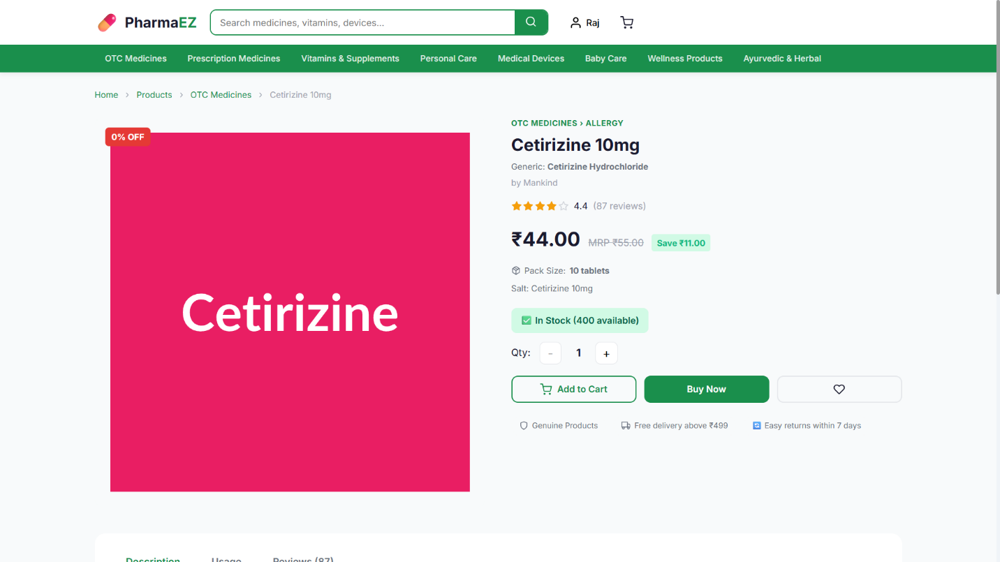 PharmaEZ
Search medicines, vitamins, devices...
Raj
OTC Medicines Prescription Medicines Vitamins & Supplements Personal Care Medical Devices Baby Care Wellness Products Ayurvedic & Herbal
Home > Products > OTC Medicines > Cetirizine 10mg
0% OFF
Cetirizine
OTC MEDICINES › ALLERGY
Cetirizine 10mg
Generic: Cetirizine Hydrochloride
by Mankind
4.4 (87 reviews)
₹44.00 MRP ₹55.00 Save ₹11.00
Pack Size: 10 tablets
Salt: Cetirizine 10mg
In Stock (400 available)
Qty: - 1 +
Add to Cart Buy Now
Genuine Products Free delivery above ₹499 Easy returns within 7 days
Description Usage Reviews (87)